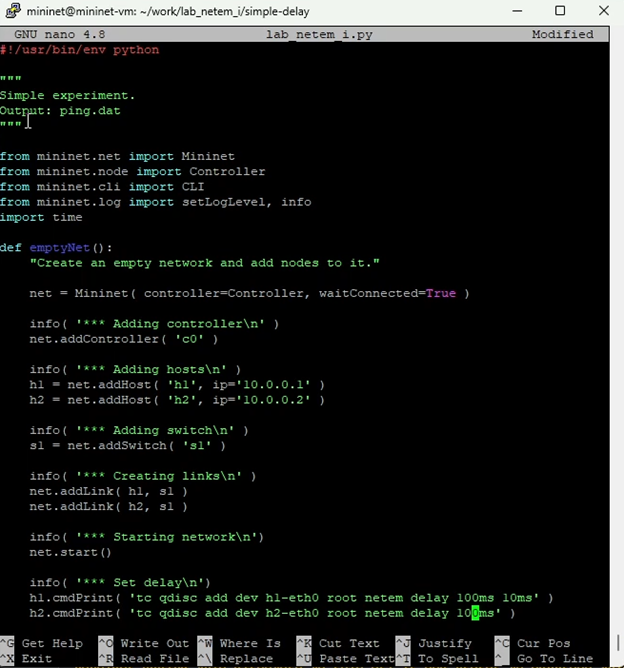 mininet@mininet-vm: ~/work/lab_netem_i/simple-delay
GNU nano 4.8 lab_netem_i.py Modified
#!/usr/bin/env python
"""
Simple experiment.
Output: ping.dat
"""
from mininet.net import Mininet
from mininet.node import Controller
from mininet.cli import CLI
from mininet.log import setLogLevel, info
import time
def emptyNet():
"Create an empty network and add nodes to it."
net = Mininet( controller=Controller, waitConnected=True )
info( '*** Adding controller\n' )
net.addController( 'c0' )
info( '*** Adding hosts\n' )
h1 = net.addHost( 'h1', ip='10.0.0.1' )
h2 = net.addHost( 'h2', ip='10.0.0.2' )
info( '*** Adding switch\n' )
s1 = net.addSwitch( 's1' )
info( '*** Creating links\n' )
net.addLink( h1, s1 )
net.addLink( h2, s1 )
info( '*** Starting network\n')
net.start()
info( '*** Set delay\n')
h1.cmdPrint( 'tc qdisc add dev h1-eth0 root netem delay 100ms 10ms' )
h2.cmdPrint( 'tc qdisc add dev h2-eth0 root netem delay 100ms' )
^G Get Help ^O Write Out ^W Where Is ^K Cut Text ^J Justify ^C Cur Pos
^X Exit ^R Read File ^\ Replace ^U Paste Text ^T To Spell ^_ Go To Line